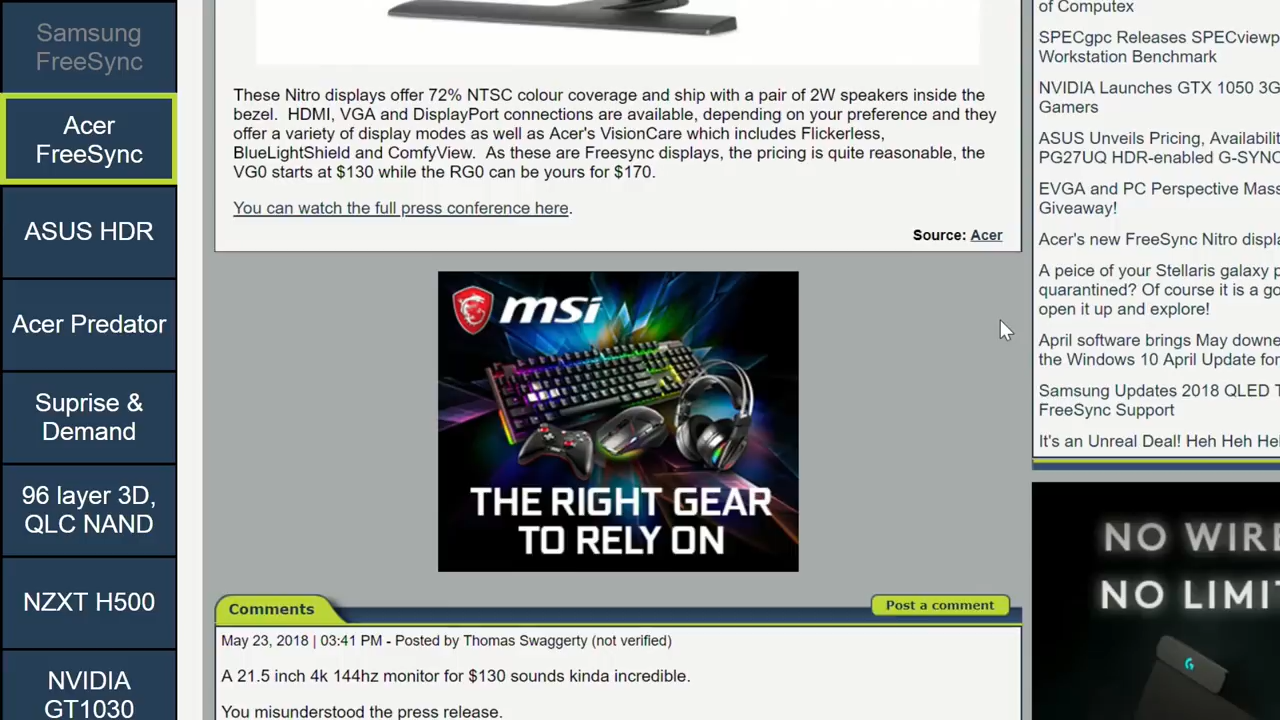 Samsung
FreeSync
Acer
FreeSync
ASUS HDR
Acer Predator
Suprise &
Demand
96 layer 3D,
QLC NAND
NZXT H500
NVIDIA
GT1030
These Nitro displays offer 72% NTSC colour coverage and ship with a pair of 2W speakers inside the
bezel.  HDMI, VGA and DisplayPort connections are available, depending on your preference and they
offer a variety of display modes as well as Acer's VisionCare which includes Flickerless,
BlueLightShield and ComfyView.  As these are Freesync displays, the pricing is quite reasonable, the
VG0 starts at $130 while the RG0 can be yours for $170.
You can watch the full press conference here.
Source: Acer
msi
THE RIGHT GEAR
TO RELY ON
Comments
Post a comment
May 23, 2018 | 03:41 PM - Posted by Thomas Swaggerty (not verified)
A 21.5 inch 4k 144hz monitor for $130 sounds kinda incredible.
You misunderstood the press release.
of Computex
SPECgpc Releases SPECviewp
Workstation Benchmark
NVIDIA Launches GTX 1050 3G
Gamers
ASUS Unveils Pricing, Availabilit
PG27UQ HDR-enabled G-SYNC
EVGA and PC Perspective Mass
Giveaway!
Acer's new FreeSync Nitro displa
A peice of your Stellaris galaxy
quarantined? Of course it is a go
open it up and explore!
April software brings May downe
the Windows 10 April Update for
Samsung Updates 2018 QLED T
FreeSync Support
It's an Unreal Deal! Heh Heh He
NO WIRE
NO LIMIT